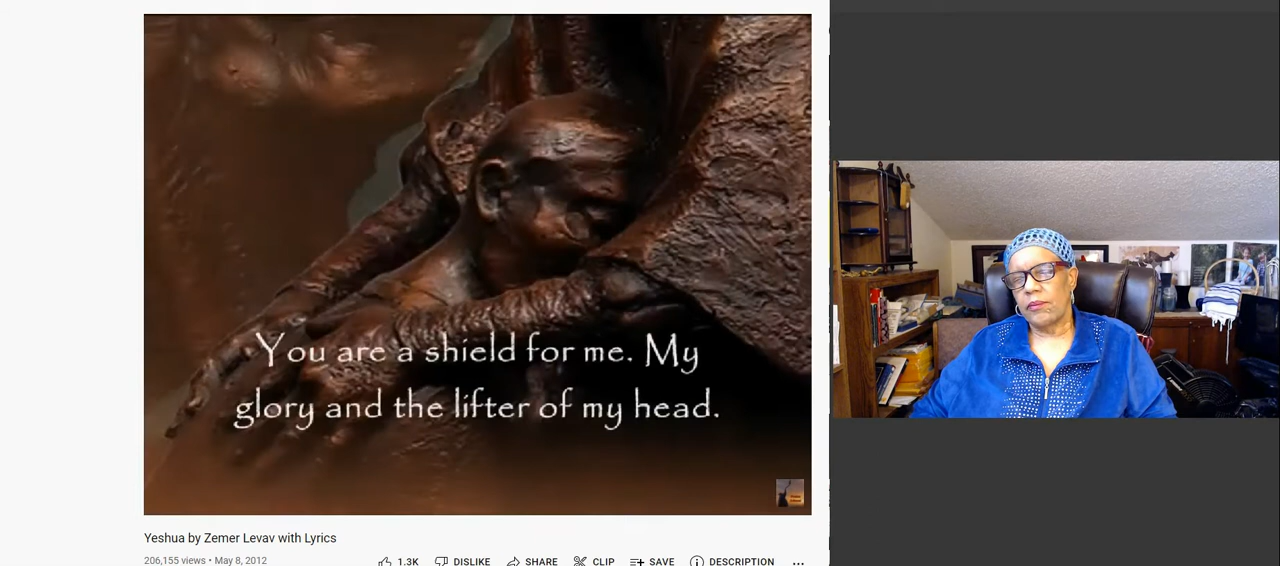 You are a shield for me. My
glory and the lifter of my head.
Yeshua by Zemer Levav with Lyrics
206,155 views • May 8, 2012
1.3K DISLIKE SHARE CLIP SAVE DESCRIPTION ...